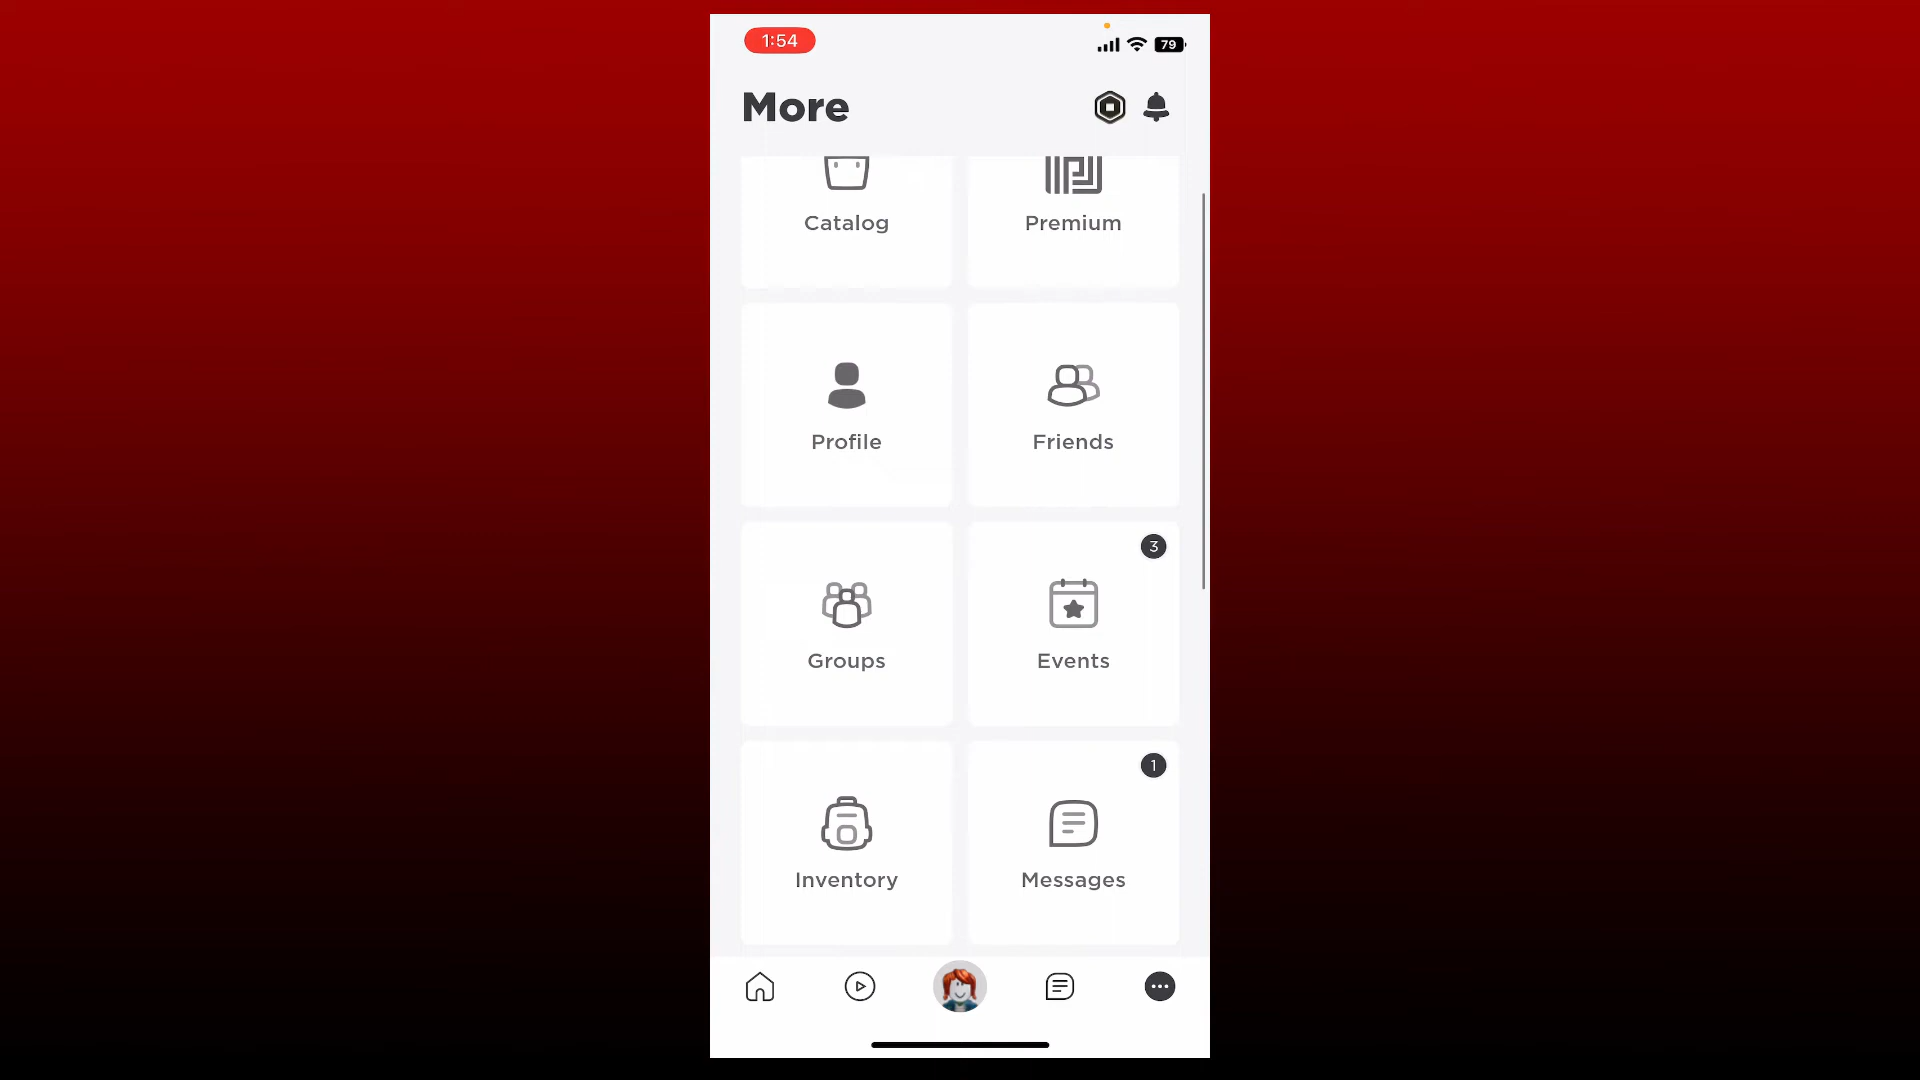 1:54
79
More
Catalog
Premium
Profile
Friends
Groups
3
Events
Inventory
1
Messages